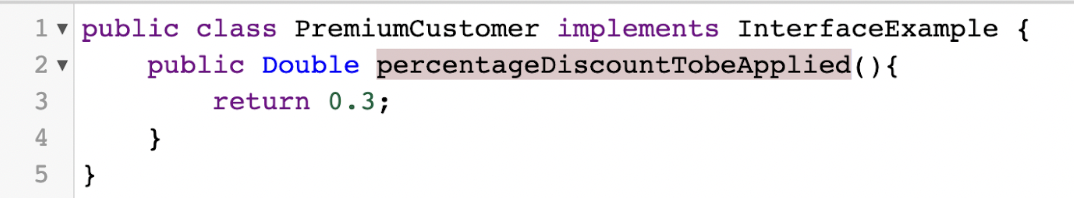 1 ▾ public class PremiumCustomer implements InterfaceExample {
2 ▾     public Double percentageDiscountTobeApplied(){
3         return 0.3;
4     }
5 }